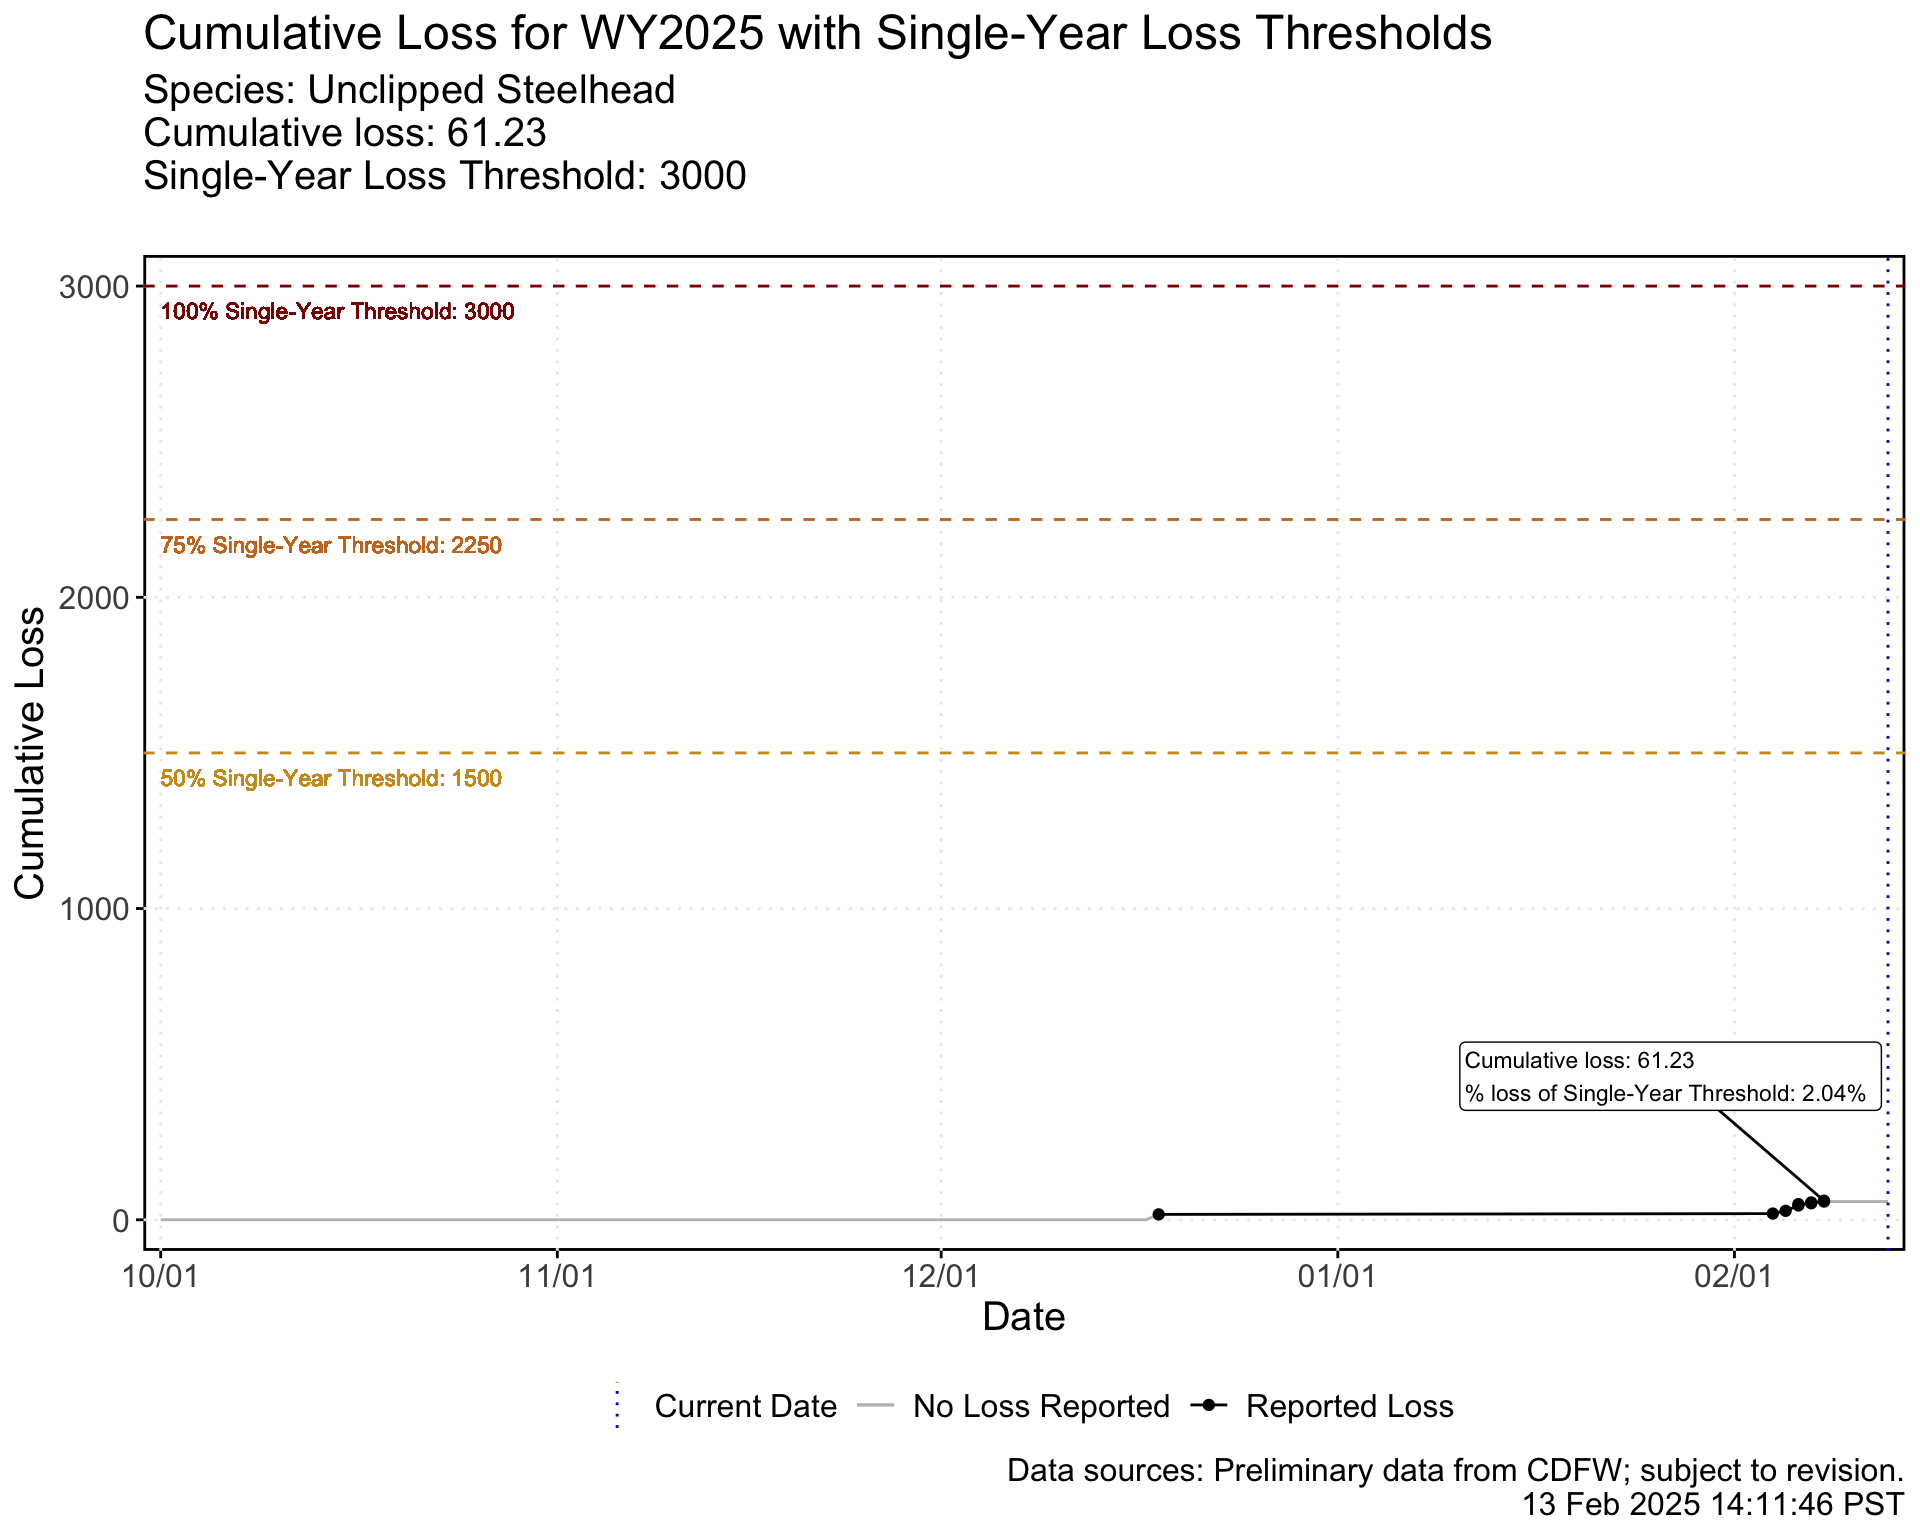 Cumulative Loss for WY2025 with Single-Year Loss Thresholds
Species: Unclipped Steelhead
Cumulative loss: 61.23
Single-Year Loss Threshold: 3000
3000
100% Single-Year Threshold: 3000
75% Single-Year Threshold: 2250
2000
Cumulative Loss
50% Single-Year Threshold: 1500
1000
Cumulative loss: 61.23
% loss of Single-Year Threshold: 2.04%
0
10/01
11/01
12/01
01/01
02/01
Date
Current Date
No Loss Reported
Reported Loss
Data sources: Preliminary data from CDFW; subject to revision.
13 Feb 2025 14:11:46 PST